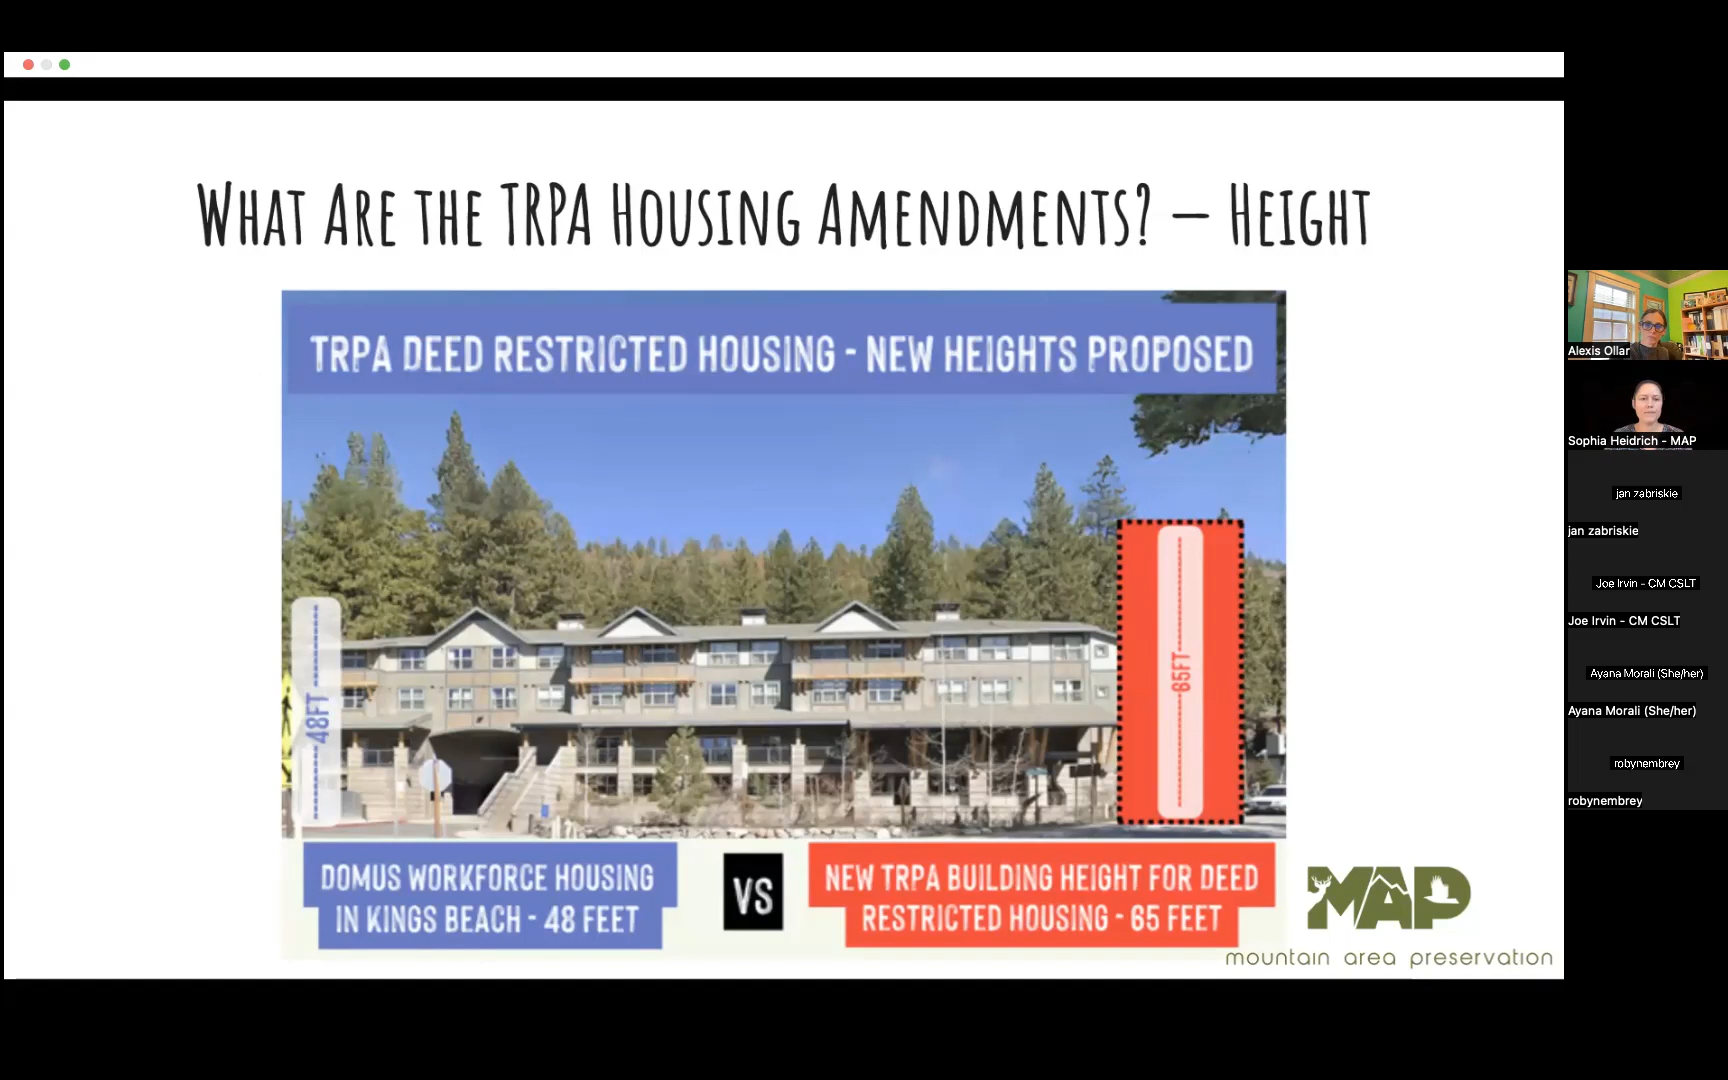 What Are the TRPA Housing Amendments? – Height
TRPA DEED RESTRICTED HOUSING - NEW HEIGHTS PROPOSED
48FT
65FT
DOMUS WORKFORCE HOUSING
IN KINGS BEACH - 48 FEET
VS
NEW TRPA BUILDING HEIGHT FOR DEED
RESTRICTED HOUSING - 65 FEET
MAP
mountain area preservation
Alexis Ollar
Sophia Heidrich - MAP
jan zabriskie
jan zabriskie
Joe Irvin - CM CSLT
Joe Irvin - CM CSLT
Ayana Morali (She/her)
Ayana Morali (She/her)
robynembrey
robynembrey